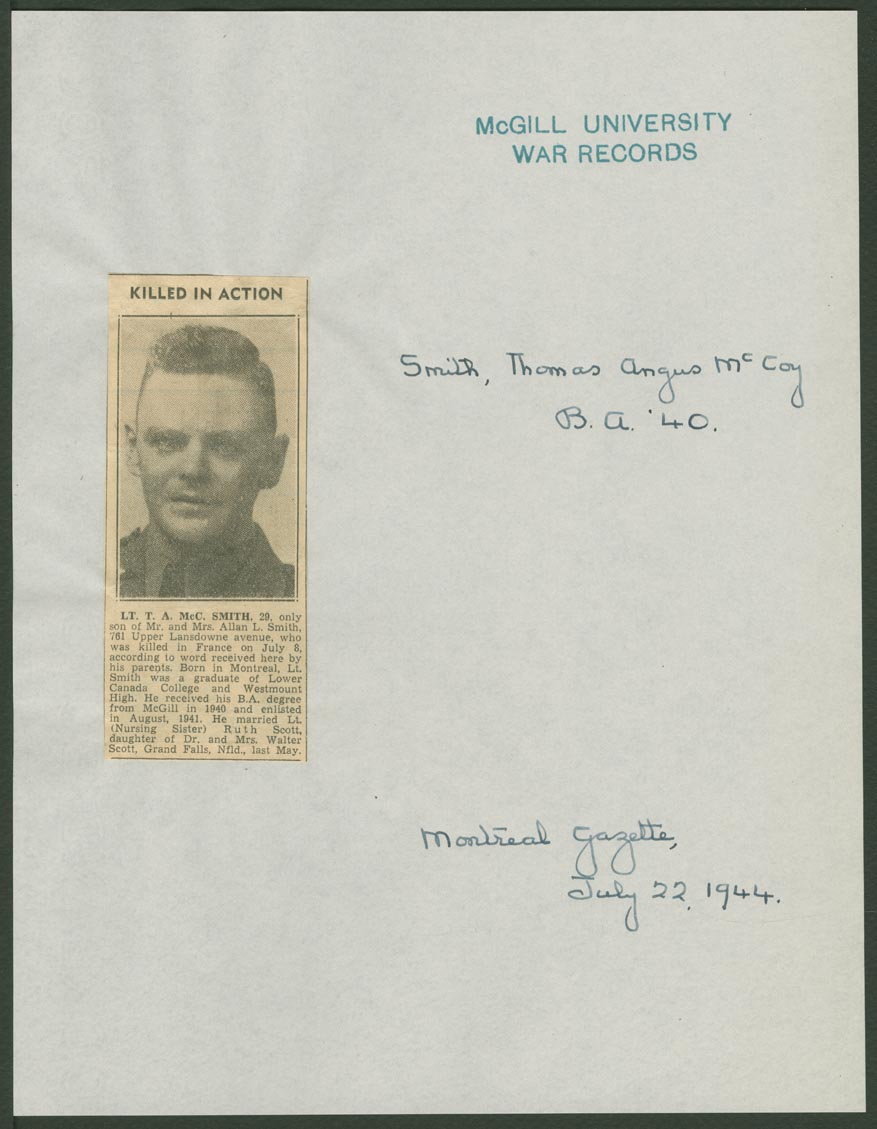 McGILL UNIVERSITY
WAR RECORDS
KILLED IN ACTION
Smith, Thomas Angus McCoy
B.A. '40.
LT. T. A. McC. SMITH, 29, only
son of Mr. and Mrs. Allan L. Smith,
761 Upper Lansdowne avenue, who
was killed in France on July 8,
according to word received here by
his parents. Born in Montreal, Lt.
Smith was a graduate of Lower
Canada College and Westmount
High. He received his B.A. degree
from McGill in 1940 and enlisted
in August, 1941. He married Lt.
(Nursing Sister) Ruth Scott,
daughter of Dr. and Mrs. Walter
Scott, Grand Falls, Nfld., last May.
Montreal Gazette,
July 22, 1944.